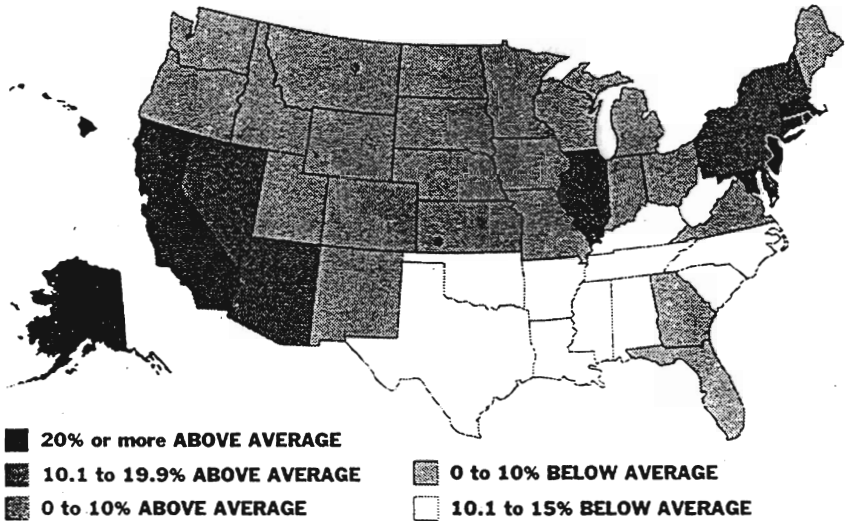 20% or more ABOVE AVERAGE
10.1 to 19.9% ABOVE AVERAGE
0 to 10% ABOVE AVERAGE
0 to 10% BELOW AVERAGE
10.1 to 15% BELOW AVERAGE